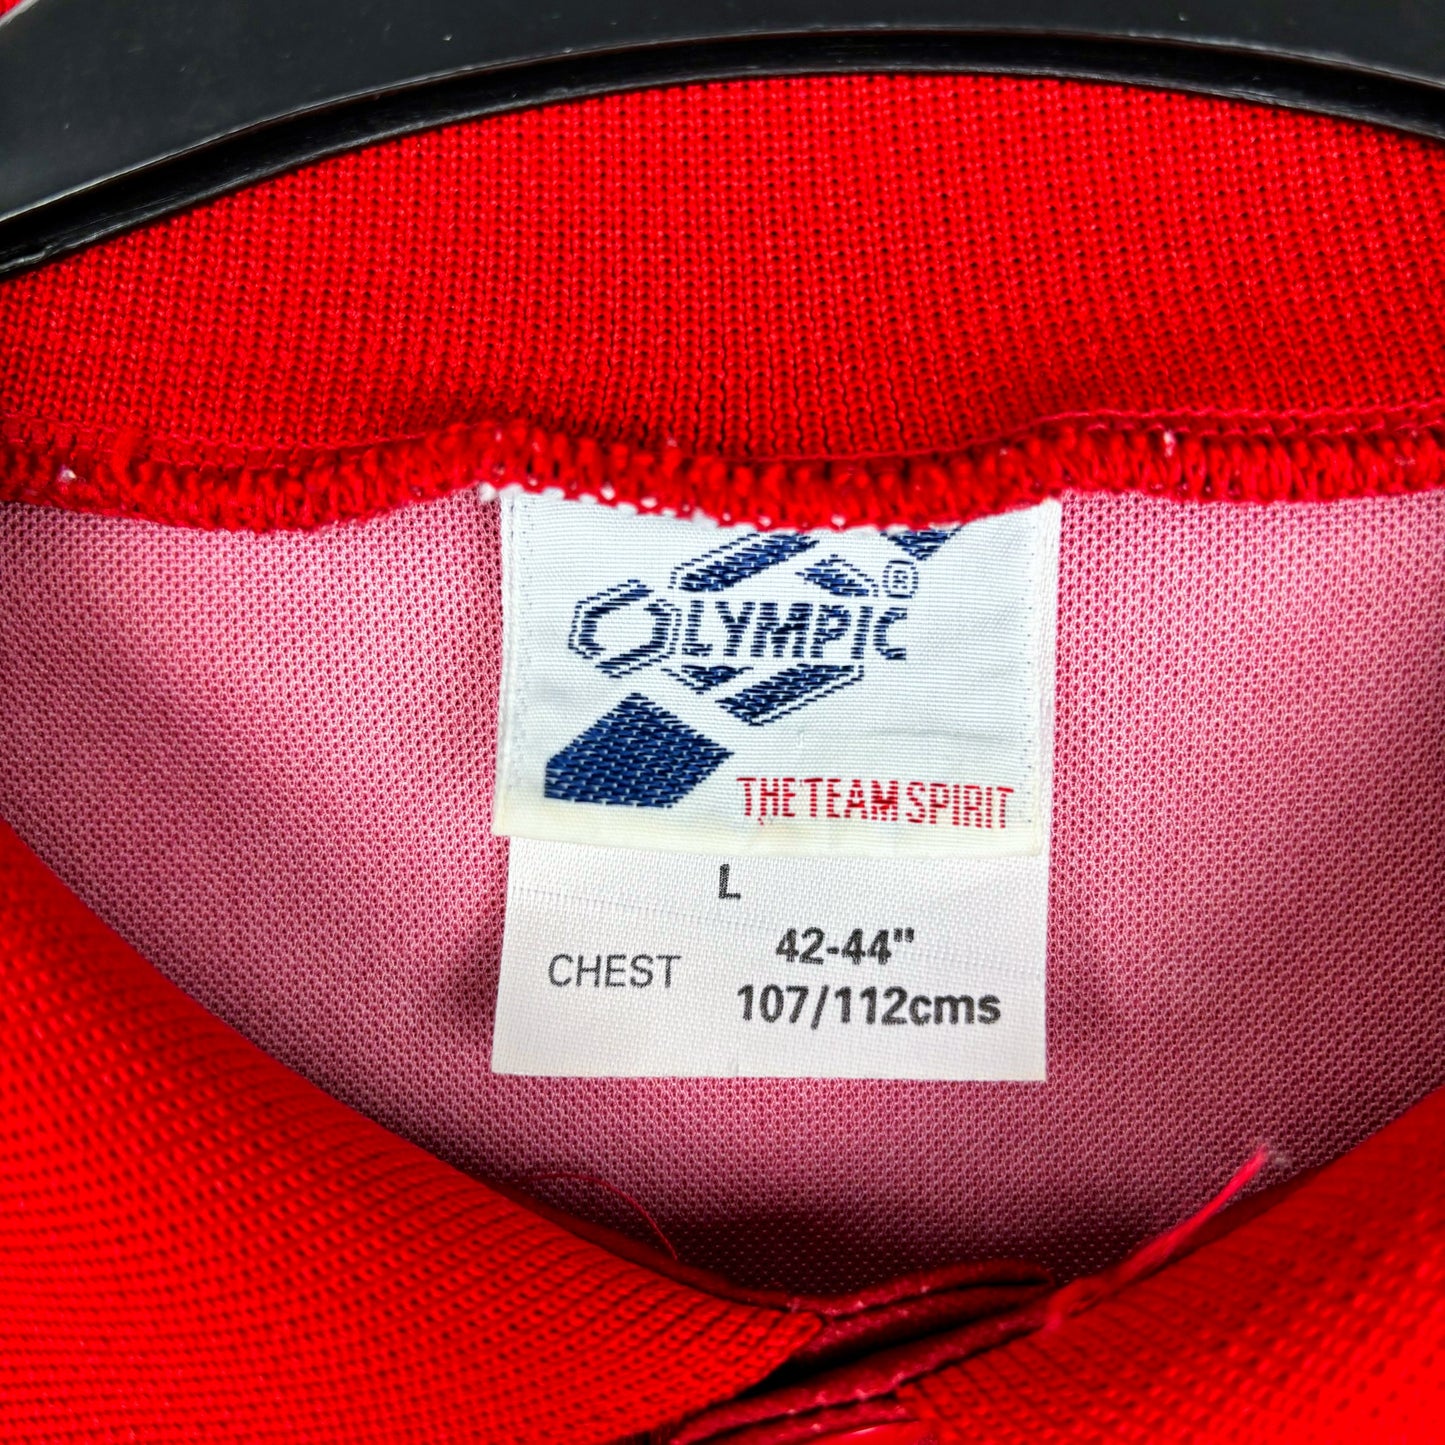 OLYMPIC®
THE TEAM SPIRIT
L
CHEST 42-44"
107/112cms